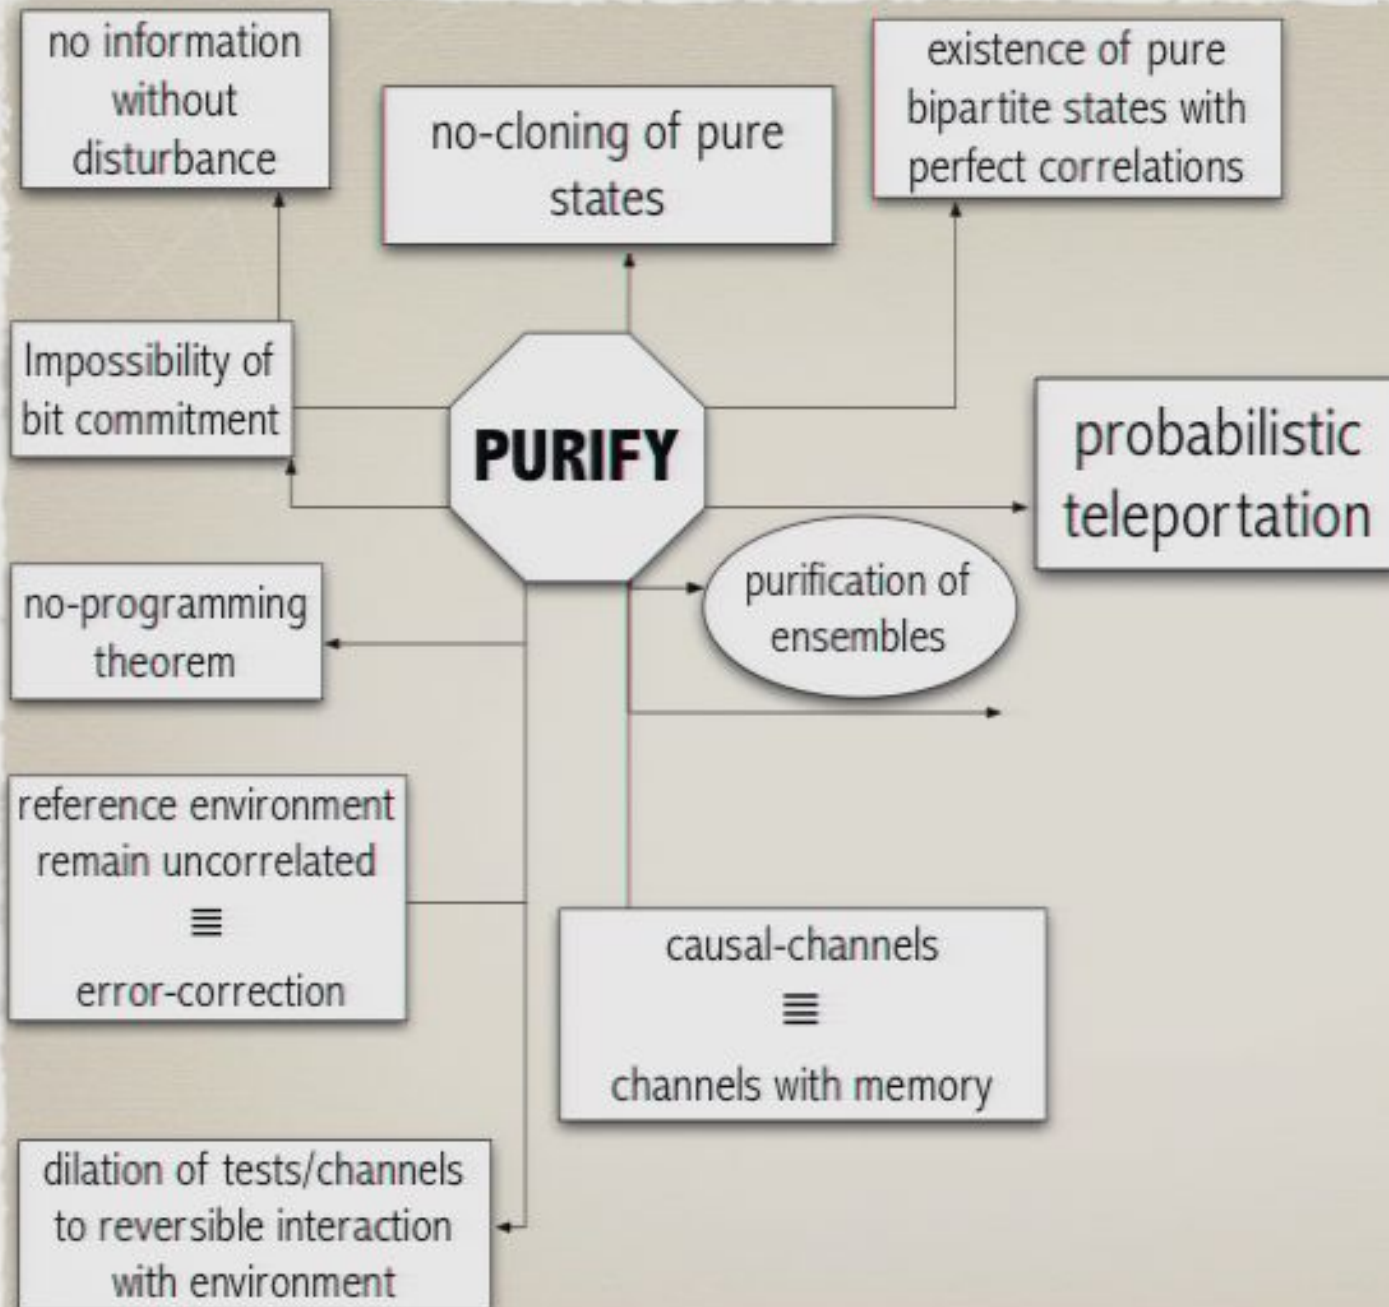 no information
without
disturbance
no-cloning of pure
states
existence of pure
bipartite states with
perfect correlations
Impossibility of
bit commitment
PURIFY
probabilistic
teleportation
purification of
ensembles
no-programming
theorem
reference environment
remain uncorrelated
≣
error-correction
causal-channels
≣
channels with memory
dilation of tests/channels
to reversible interaction
with environment